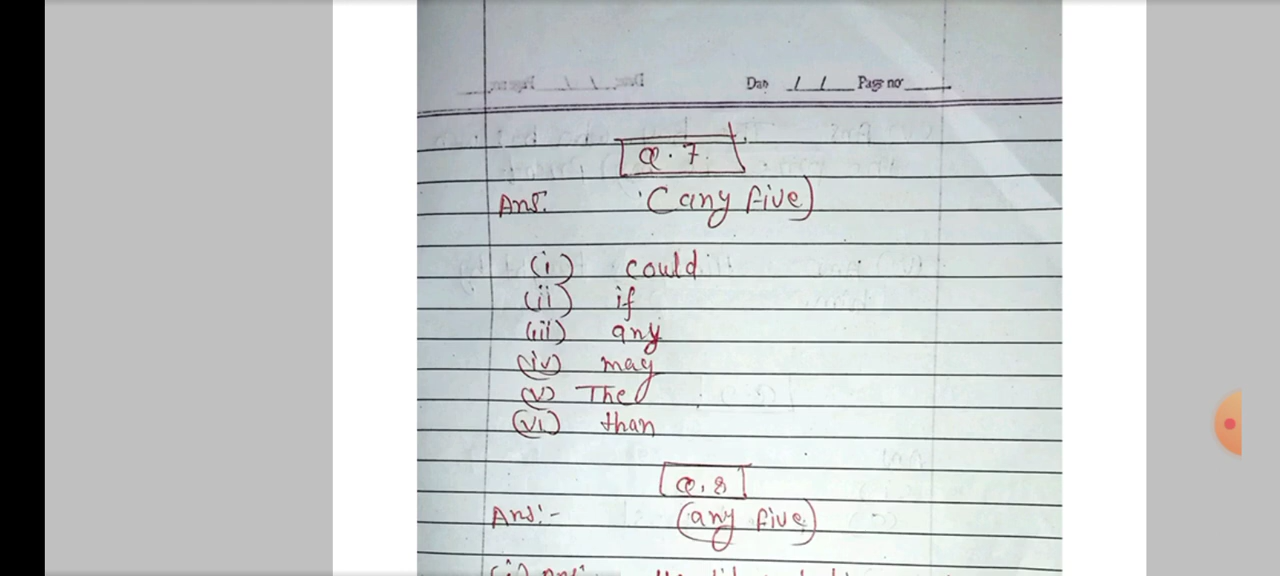 Date / / Page no
Q. 7.
Ans: (any five)
(i) could
(ii) if
(iii) any
(iv) may
(v) The
(vi) than
Q. 8
Ans:- (any five)
(i) Ans: